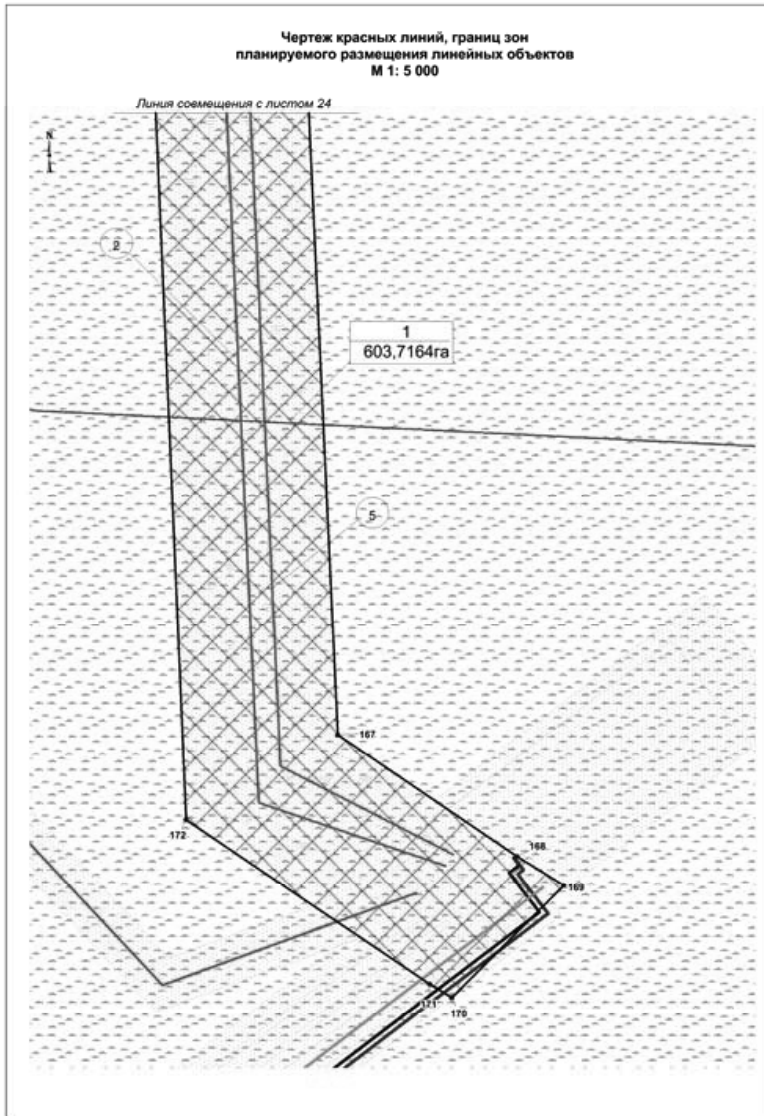 Чертеж красных линий, границ зон
планируемого размещения линейных объектов
М 1: 5 000
Линия совмещения с листом 24
N
2
1
603,7164га
5
167
172
168
169
171
170